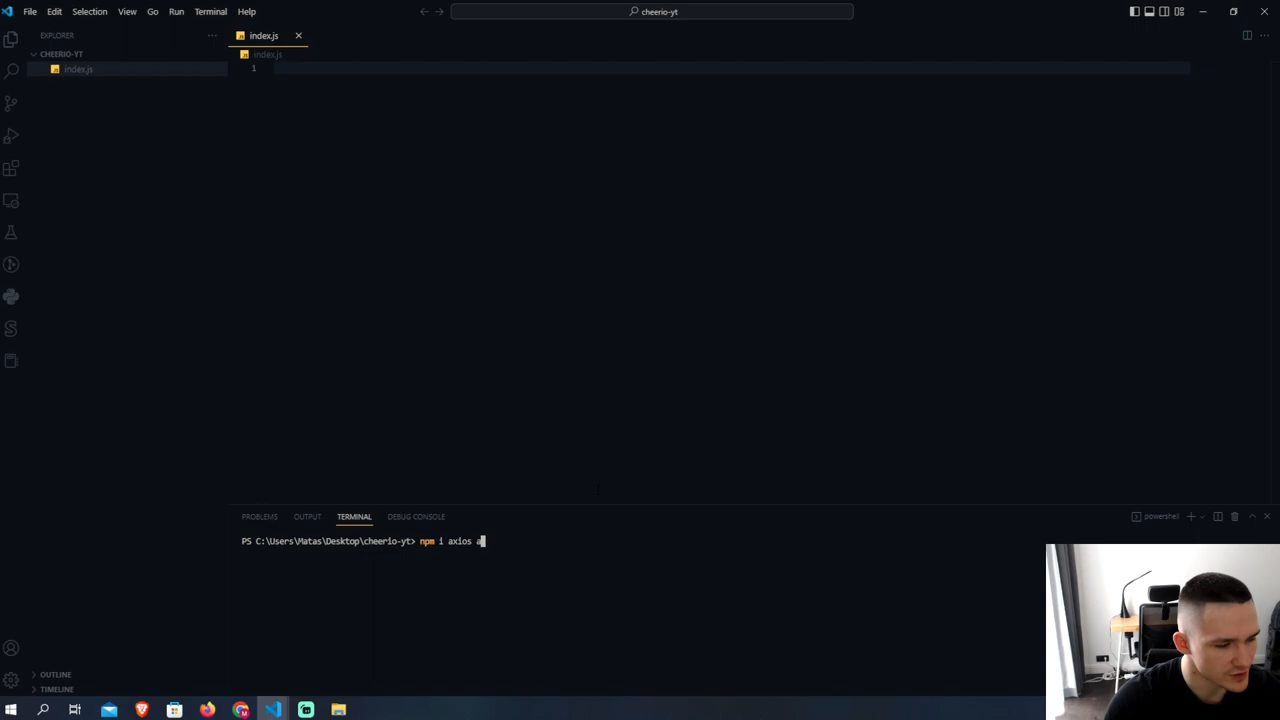 File Edit Selection View Go Run Terminal Help
cheerio-yt
EXPLORER
index.js
CHEERIO-YT
index.js
index.js
1
PROBLEMS OUTPUT TERMINAL DEBUG CONSOLE
powershell
PS C:\Users\Matas\Desktop\cheerio-yt> npm i axios a
OUTLINE
TIMELINE